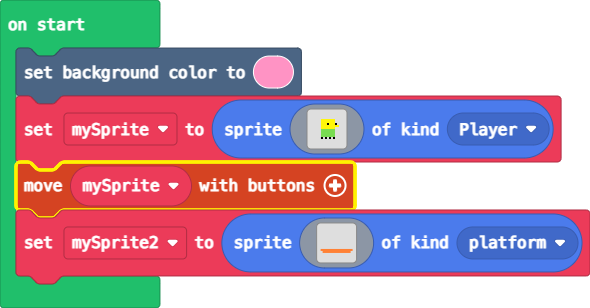 on start
set background color to
set mySprite to sprite of kind Player
move mySprite with buttons
set mySprite2 to sprite of kind platform